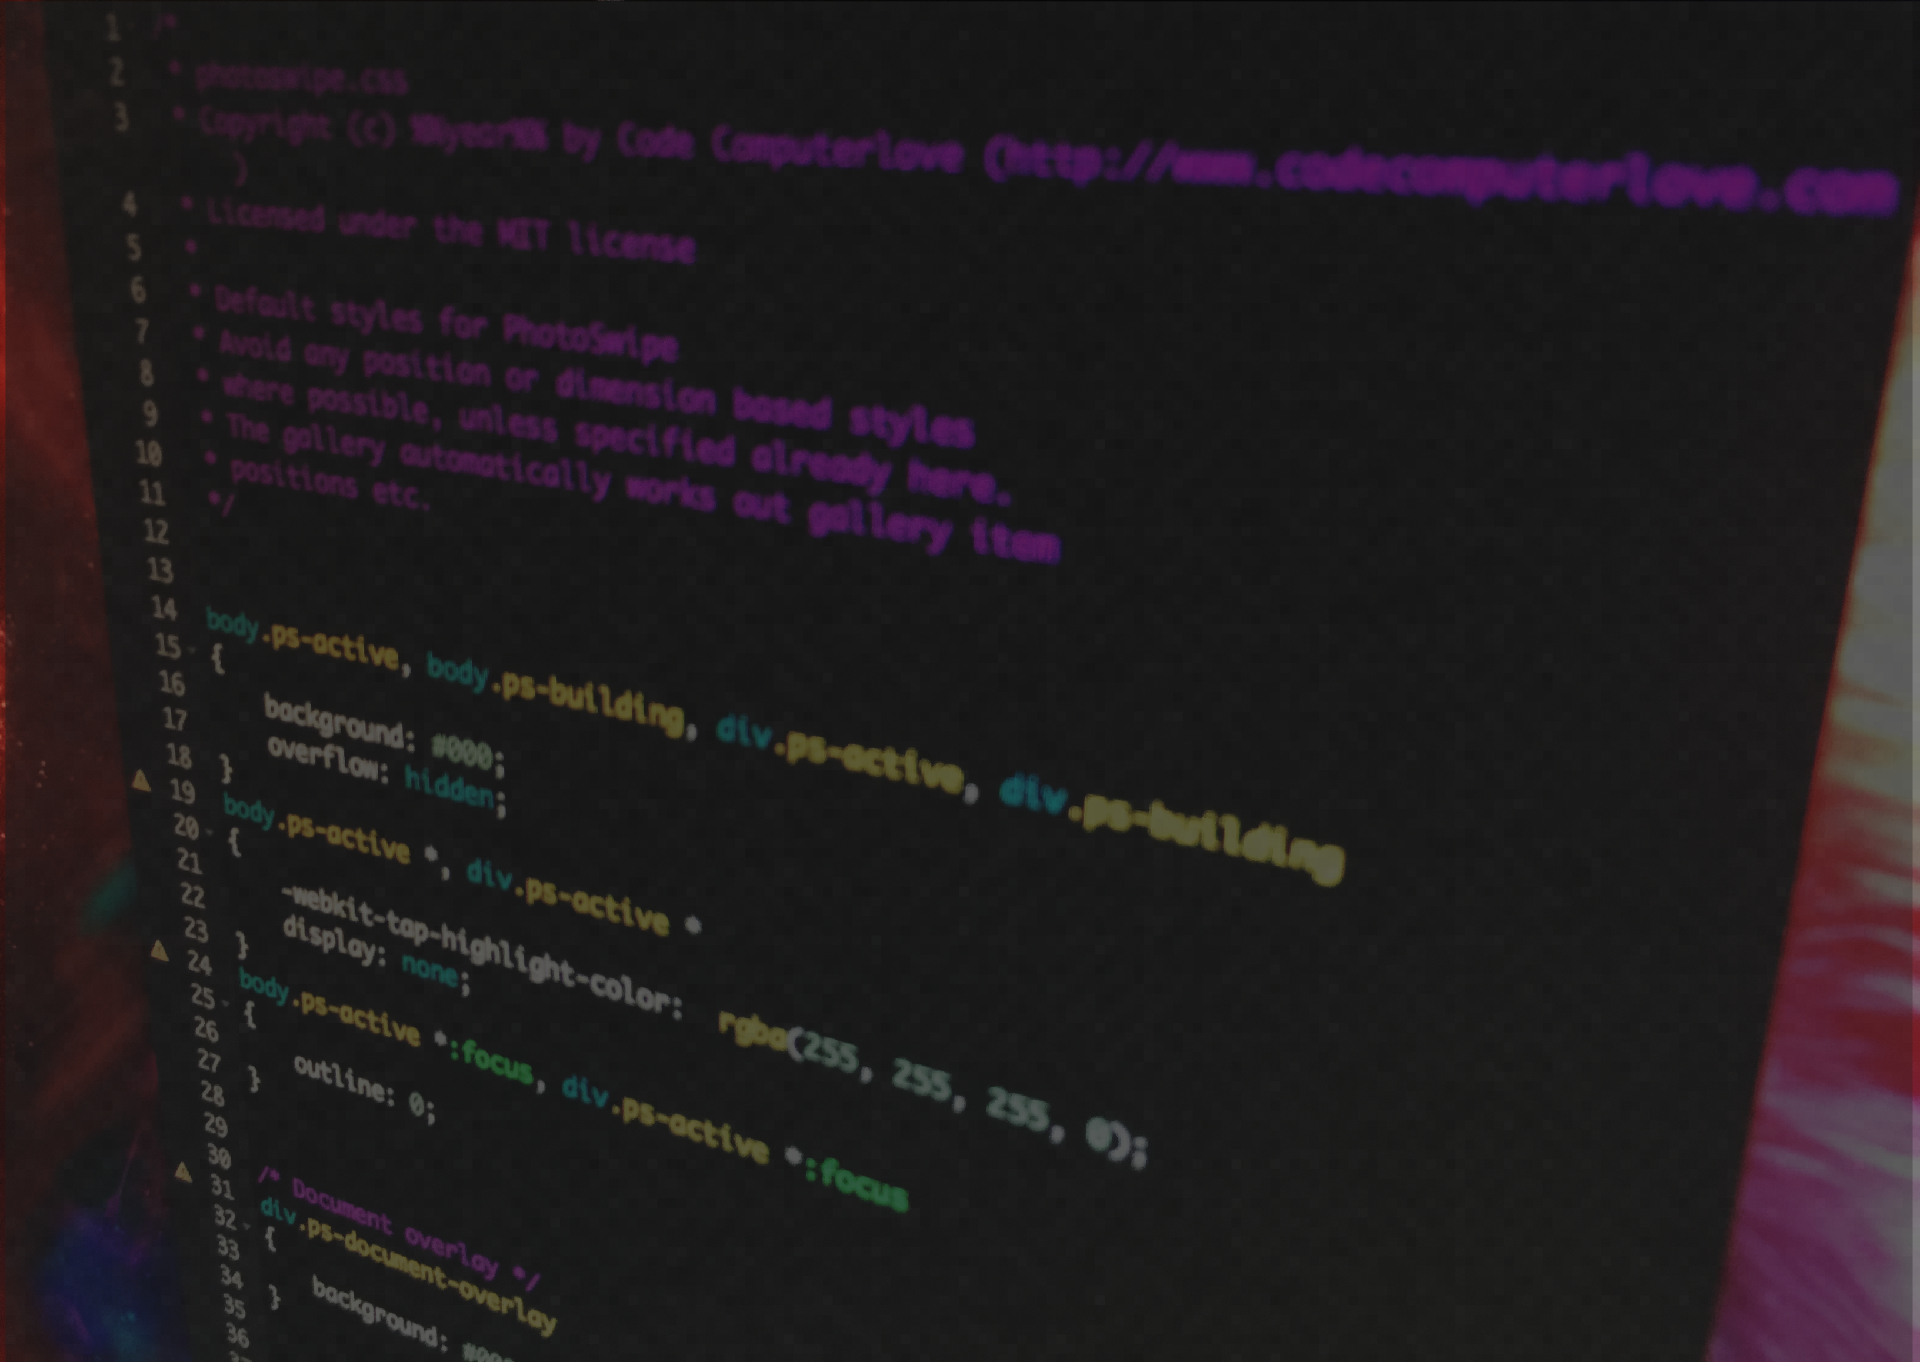 1 /*
2 * photoswipe.css
3 * Copyright (c) %%year%% by Code Computerlove (http://www.codecomputerlove.com
)
4 * Licensed under the MIT license
5 *
6 * Default styles for PhotoSwipe
7 * Avoid any position or dimension based styles
8 * where possible, unless specified already here.
9 * The gallery automatically works out gallery item
10 * positions etc.
11 */
12
13
14 body.ps-active, body.ps-building, div.ps-active, div.ps-building
15 {
16 background: #000;
17 overflow: hidden;
18 }
19 body.ps-active *, div.ps-active *
20 {
21 -webkit-tap-highlight-color: rgba(255, 255, 255, 0);
22 display: none;
23 }
24 body.ps-active *:focus, div.ps-active *:focus
25 {
26 outline: 0;
27 }
28
29
30 /* Document overlay */
31 div.ps-document-overlay
32 {
33 background: #000
34 }
35
36